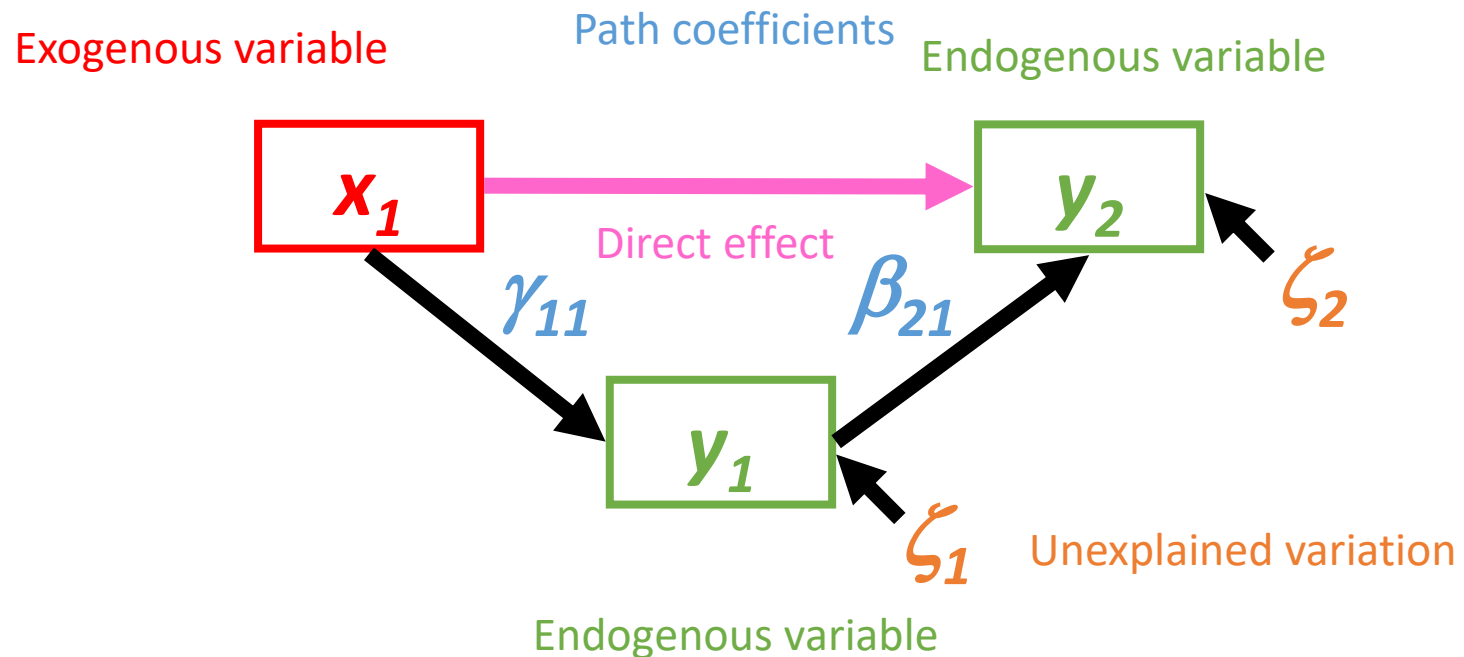 Path coefficients
Exogenous variable
Endogenous variable
x₁
y₂
Direct effect
γ₁₁
β₂₁
ζ₂
y₁
ζ₁
Unexplained variation
Endogenous variable